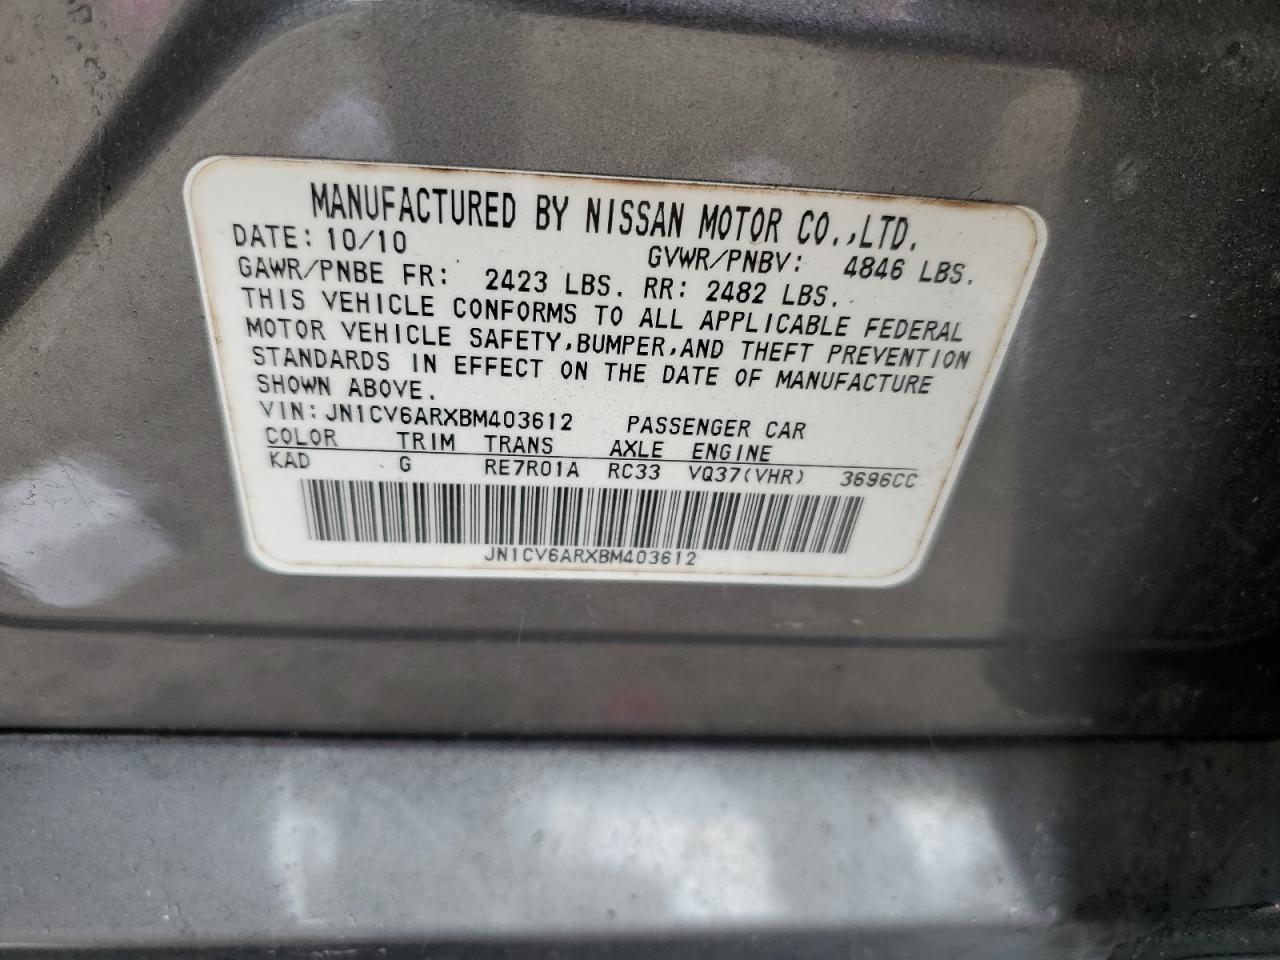 MANUFACTURED BY NISSAN MOTOR CO.,LTD.
DATE: 10/10 GVWR/PNBV: 4846 LBS.
GAWR/PNBE FR: 2423 LBS. RR: 2482 LBS.
THIS VEHICLE CONFORMS TO ALL APPLICABLE FEDERAL
MOTOR VEHICLE SAFETY,BUMPER,AND THEFT PREVENTION
STANDARDS IN EFFECT ON THE DATE OF MANUFACTURE
SHOWN ABOVE.
VIN: JN1CV6ARXBM403612 PASSENGER CAR
COLOR TRIM TRANS AXLE ENGINE
KAD G RE7R01A RC33 VQ37(VHR) 3696CC
JN1CV6ARXBM403612